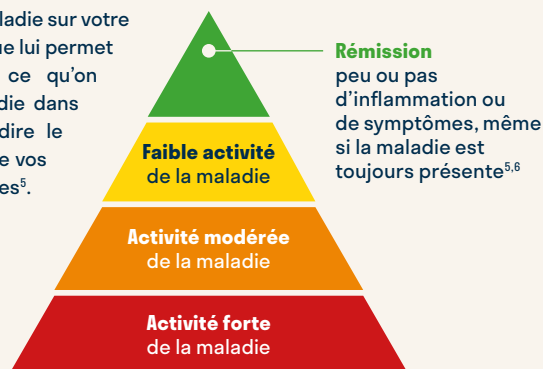 ladie sur votre
ue lui permet
ce qu’on
die dans
dire le
e vos
es⁵.
Rémission
peu ou pas
d’inflammation ou
de symptômes, même
si la maladie est
toujours présente⁵,⁶
Faible activité
de la maladie
Activité modérée
de la maladie
Activité forte
de la maladie